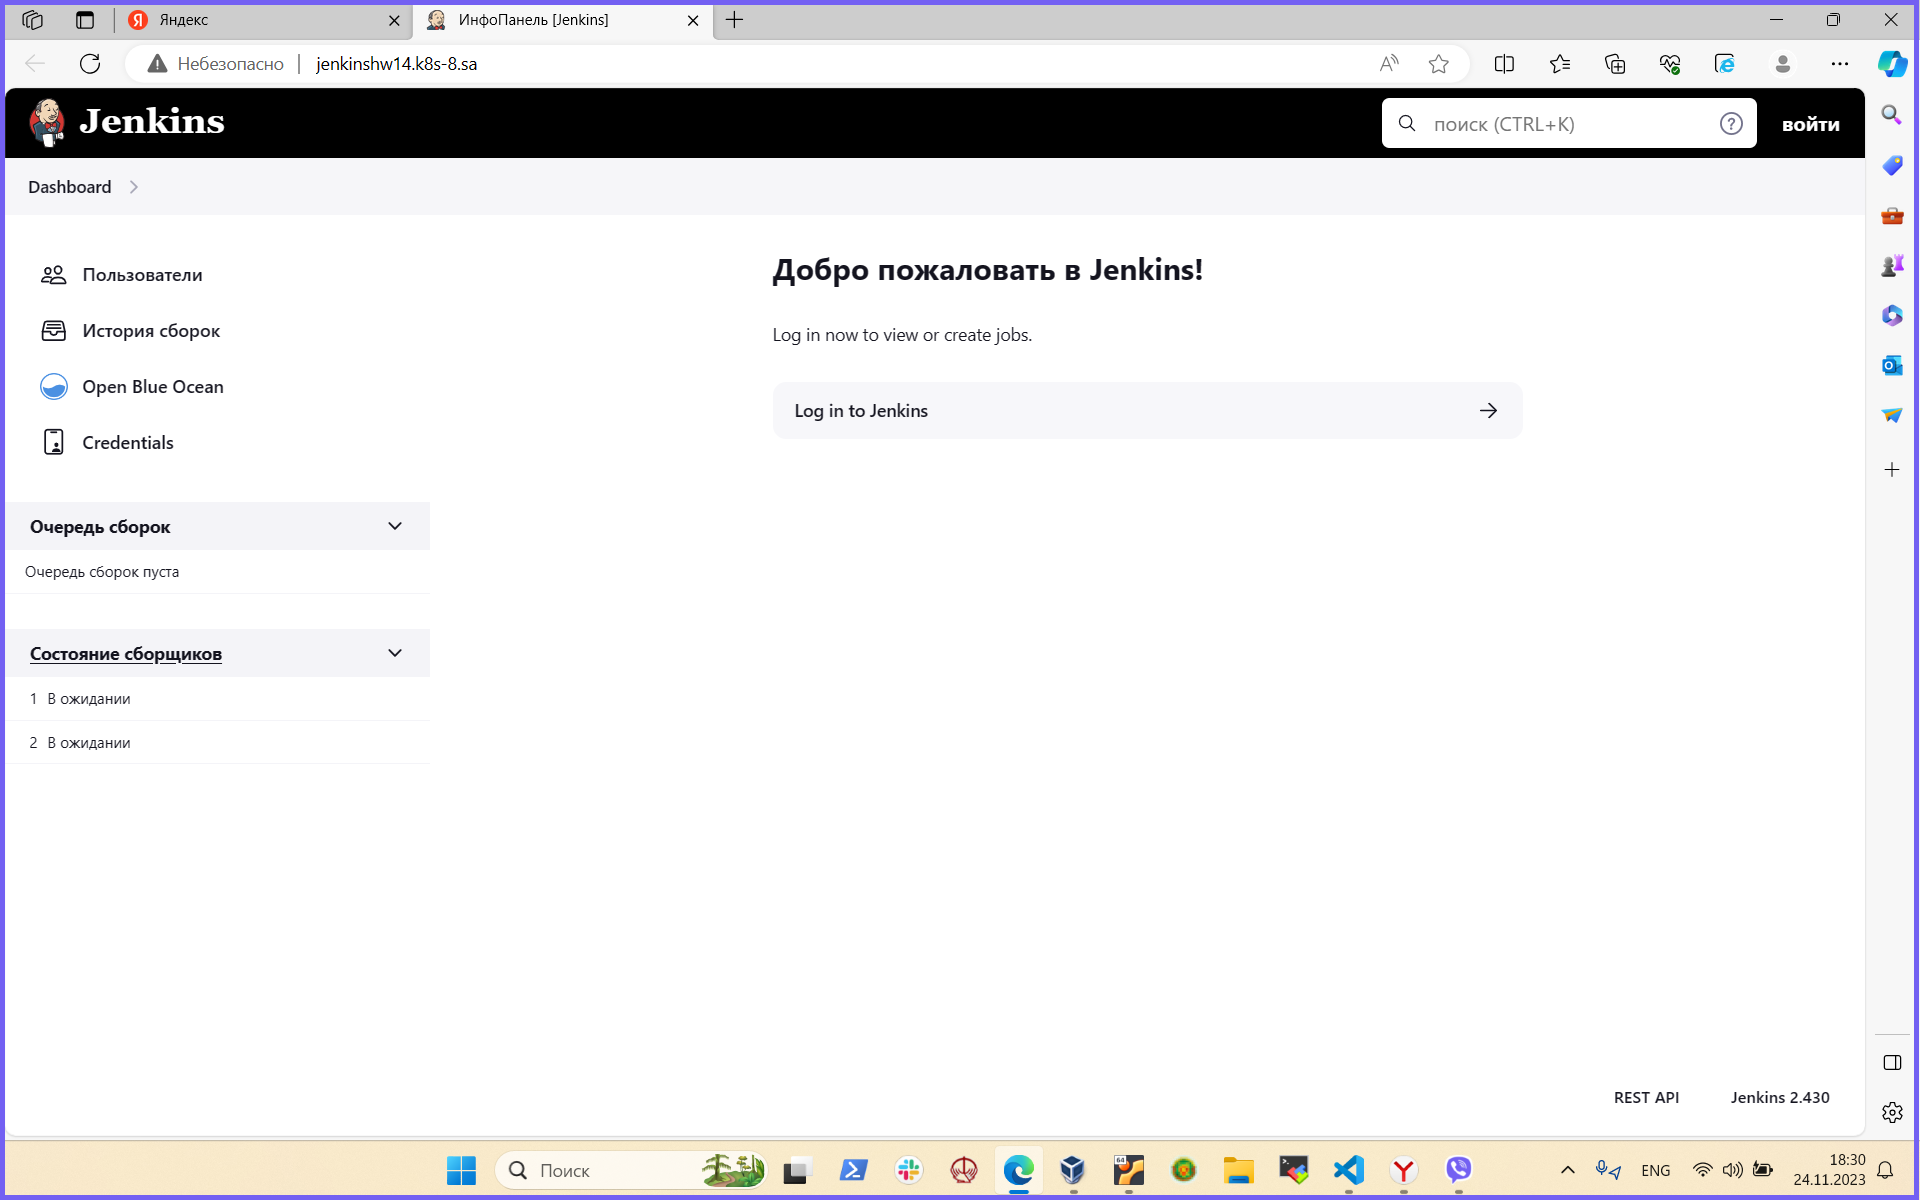 Яндекс
ИнфоПанель [Jenkins]
Небезопасно
jenkinshw14.k8s-8.sa
Jenkins
поиск (CTRL+K)
войти
Dashboard
Пользователи
История сборок
Open Blue Ocean
Credentials
Очередь сборок
Очередь сборок пуста
Состояние сборщиков
1 В ожидании
2 В ожидании
Добро пожаловать в Jenkins!
Log in now to view or create jobs.
Log in to Jenkins
REST API
Jenkins 2.430
Поиск
64
ENG
18:30
24.11.2023